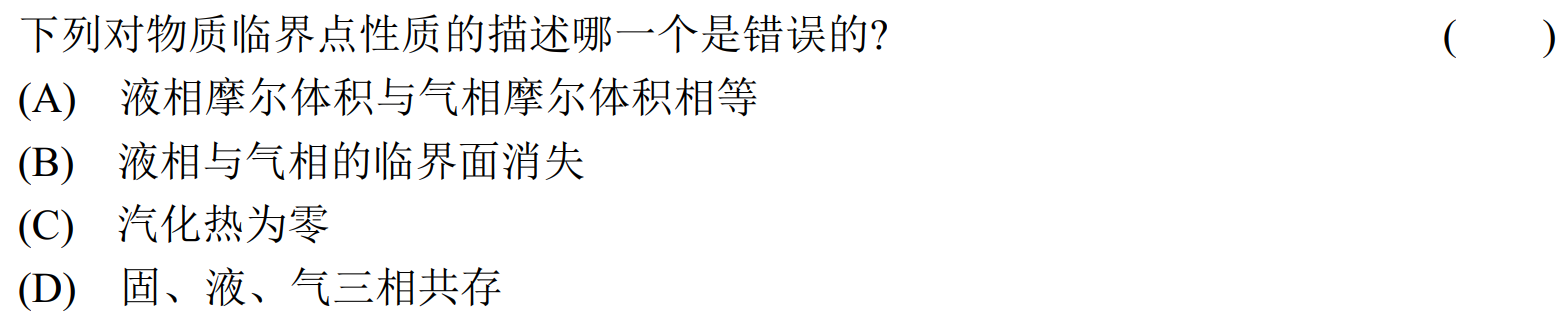 下列对物质临界点性质的描述哪一个是错误的? ( )
(A) 液相摩尔体积与气相摩尔体积相等
(B) 液相与气相的临界面消失
(C) 汽化热为零
(D) 固、液、气三相共存